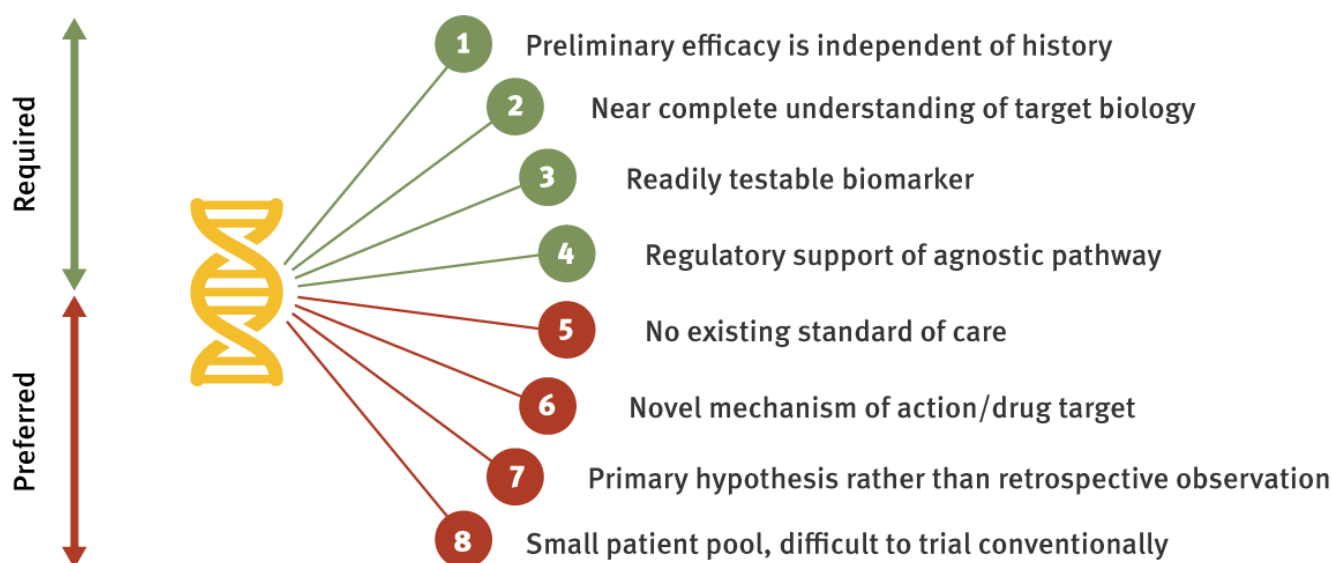 Required
Preferred
1 Preliminary efficacy is independent of history
2 Near complete understanding of target biology
3 Readily testable biomarker
4 Regulatory support of agnostic pathway
5 No existing standard of care
6 Novel mechanism of action/drug target
7 Primary hypothesis rather than retrospective observation
8 Small patient pool, difficult to trial conventionally